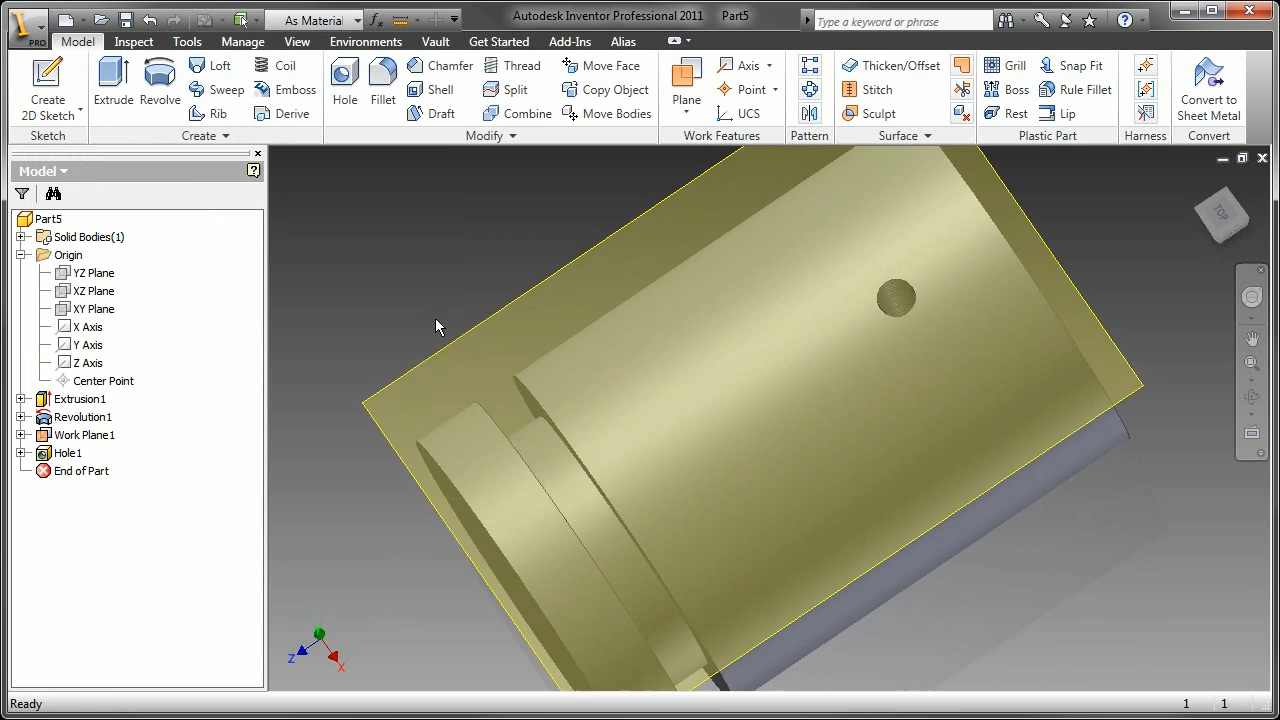 As Material
Autodesk Inventor Professional 2011 Part5
Type a keyword or phrase
PRO
Model Inspect Tools Manage View Environments Vault Get Started Add-Ins Alias
Create
2D Sketch
Sketch
Extrude
Revolve
Loft
Sweep
Rib
Coil
Emboss
Derive
Create
Hole
Fillet
Chamfer
Shell
Draft
Thread
Split
Combine
Move Face
Copy Object
Move Bodies
Modify
Plane
Axis
Point
UCS
Work Features
Pattern
Thicken/Offset
Stitch
Sculpt
Surface
Grill
Boss
Rest
Snap Fit
Rule Fillet
Lip
Plastic Part
Harness
Convert to
Sheet Metal
Convert
Model
Part5
Solid Bodies(1)
Origin
YZ Plane
XZ Plane
XY Plane
X Axis
Y Axis
Z Axis
Center Point
Extrusion1
Revolution1
Work Plane1
Hole1
End of Part
TOP
Z
X
Ready
1 1